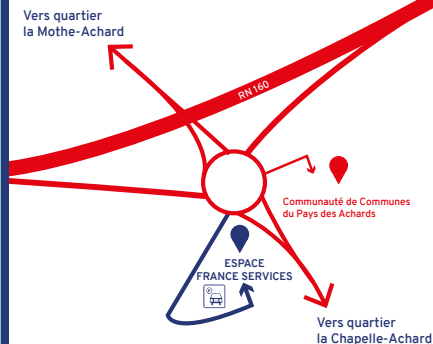 Vers quartier
la Mothe-Achard
RN 160
Communauté de Communes
du Pays des Achards
ESPACE
FRANCE SERVICES
P
Vers quartier
la Chapelle-Achard